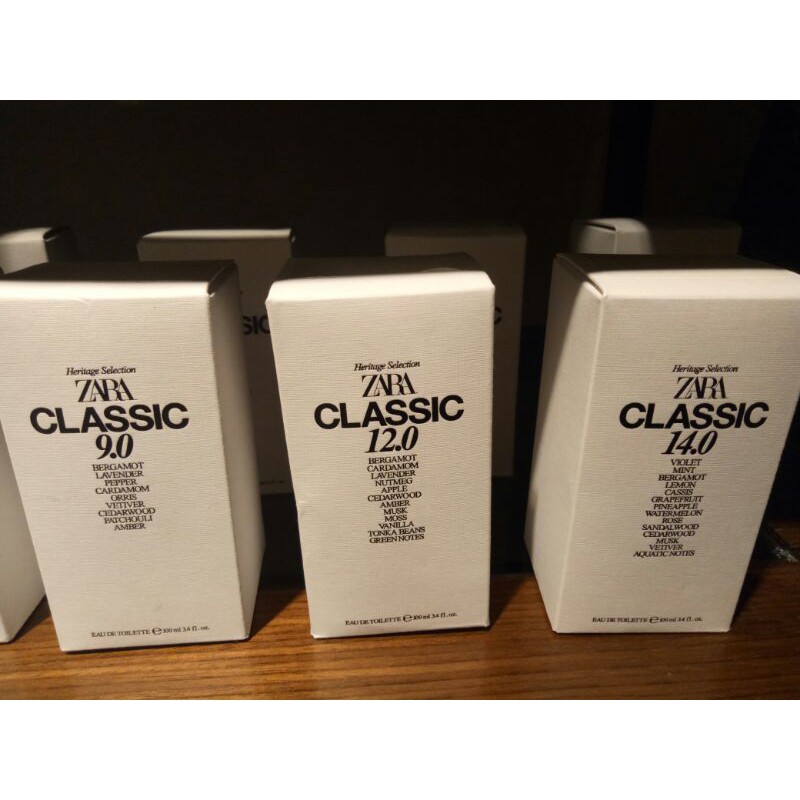 Heritage Selection
ZARA
CLASSIC
9.0
BERGAMOT
LAVENDER
PEPPER
CARDAMOM
ORRIS
VETIVER
CEDARWOOD
PATCHOULI
AMBER
EAU DE TOILETTE ℮ 100 ml 3.4 fl. oz.
Heritage Selection
ZARA
CLASSIC
12.0
BERGAMOT
CARDAMOM
LAVENDER
NUTMEG
APPLE
CEDARWOOD
AMBER
MUSK
MOSS
VANILLA
TONKA BEANS
GREEN NOTES
EAU DE TOILETTE ℮ 100 ml 3.4 fl. oz.
Heritage Selection
ZARA
CLASSIC
14.0
VIOLET
MINT
BERGAMOT
LEMON
CASSIS
GRAPEFRUIT
PINEAPPLE
WATERMELON
ROSE
SANDALWOOD
CEDARWOOD
MUSK
VETIVER
AQUATIC NOTES
EAU DE TOILETTE ℮ 100 ml 3.4 fl. oz.
SIC
C